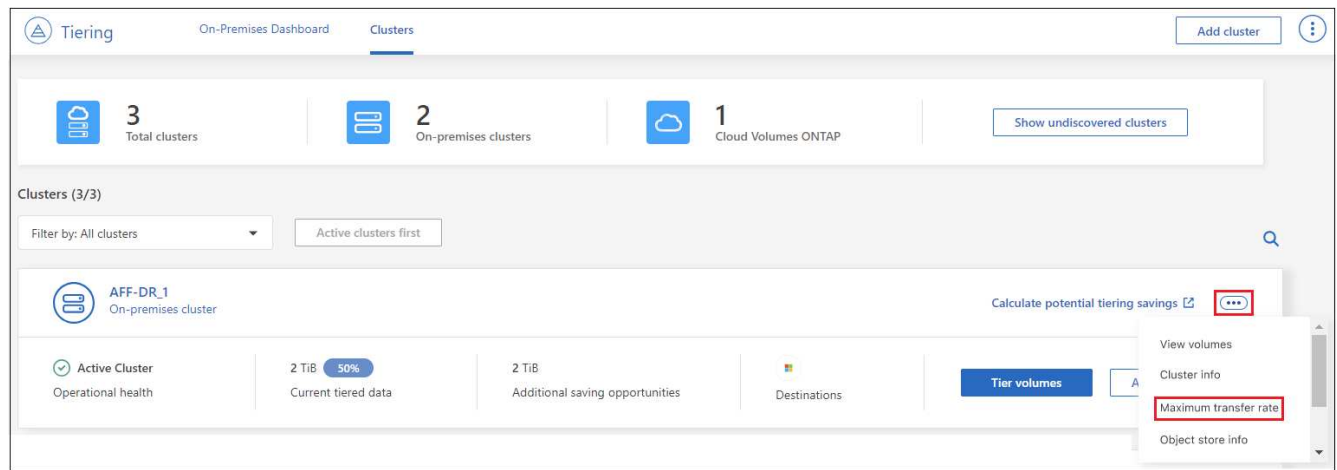 Tiering
On-Premises Dashboard
Clusters
Add cluster
3
Total clusters
2
On-premises clusters
1
Cloud Volumes ONTAP
Show undiscovered clusters
Clusters (3/3)
Filter by: All clusters
Active clusters first
AFF-DR_1
On-premises cluster
Calculate potential tiering savings
Active Cluster
Operational health
2 TiB 50%
Current tiered data
2 TiB
Additional saving opportunities
Destinations
Tier volumes
A
View volumes
Cluster info
Maximum transfer rate
Object store info